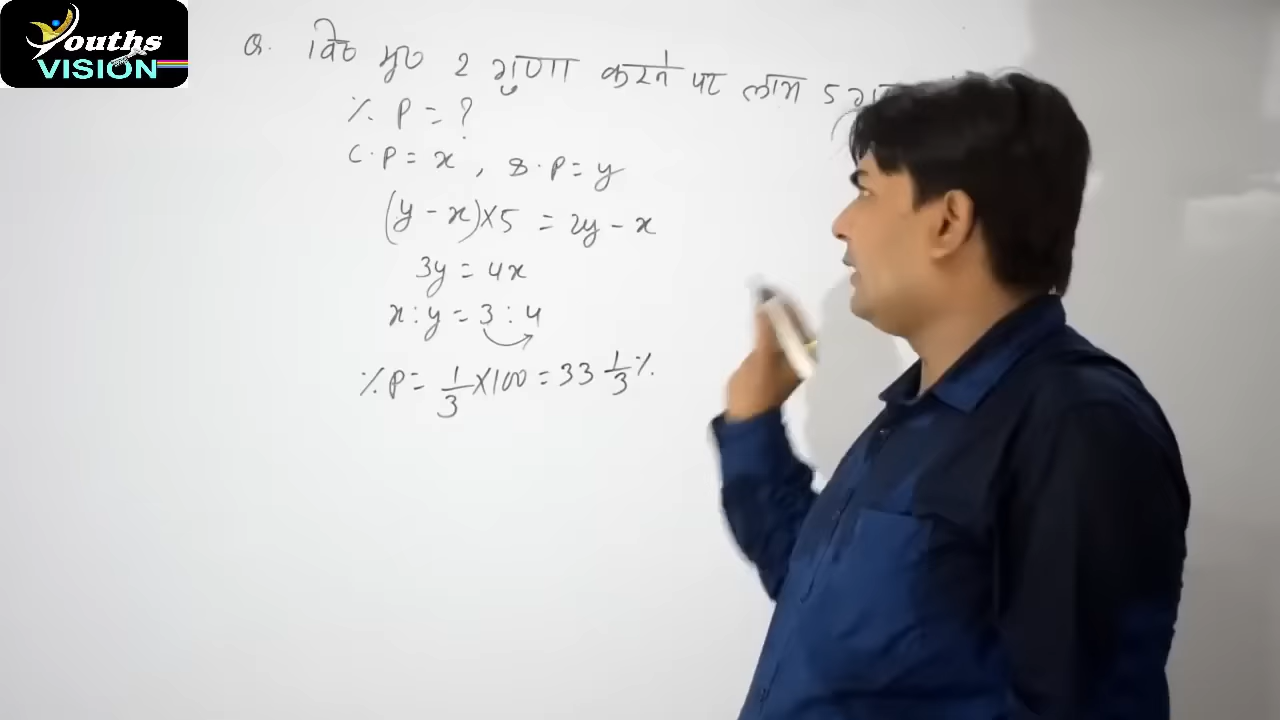 Youths
VISION
Q. वि० मू० 2 गुणा करने पर लाभ 5
% P = ?
C.P = x , S.P = y
(y - x)×5 = 2y - x
3y = 4x
x : y = 3 : 4
% P = 1/3 ×100 = 33 1/3 %